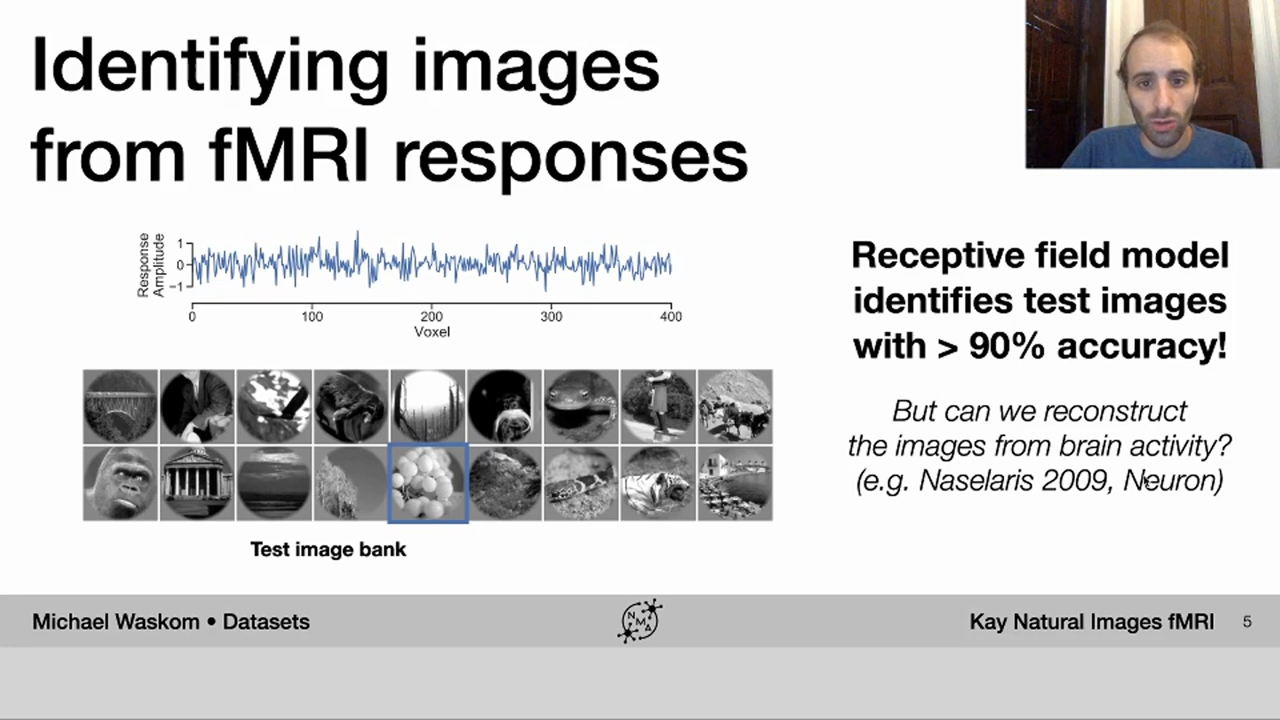 Identifying images
from fMRI responses
Response
Amplitude
1
0
−1
0 100 200 300 400
Voxel
Test image bank
Receptive field model
identifies test images
with > 90% accuracy!
But can we reconstruct
the images from brain activity?
(e.g. Naselaris 2009, Neuron)
Michael Waskom • Datasets
NMA
Kay Natural Images fMRI 5